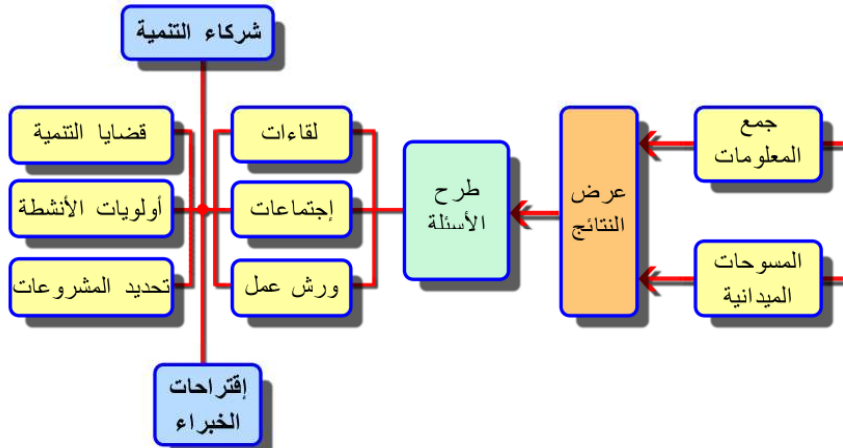 شركاء التنمية
جمع
المعلومات
المسوحات
الميدانية
عرض
النتائج
طرح
الأسئلة
لقاءات
إجتماعات
ورش عمل
قضايا التنمية
أولويات الأنشطة
تحديد المشروعات
إقتراحات
الخبراء